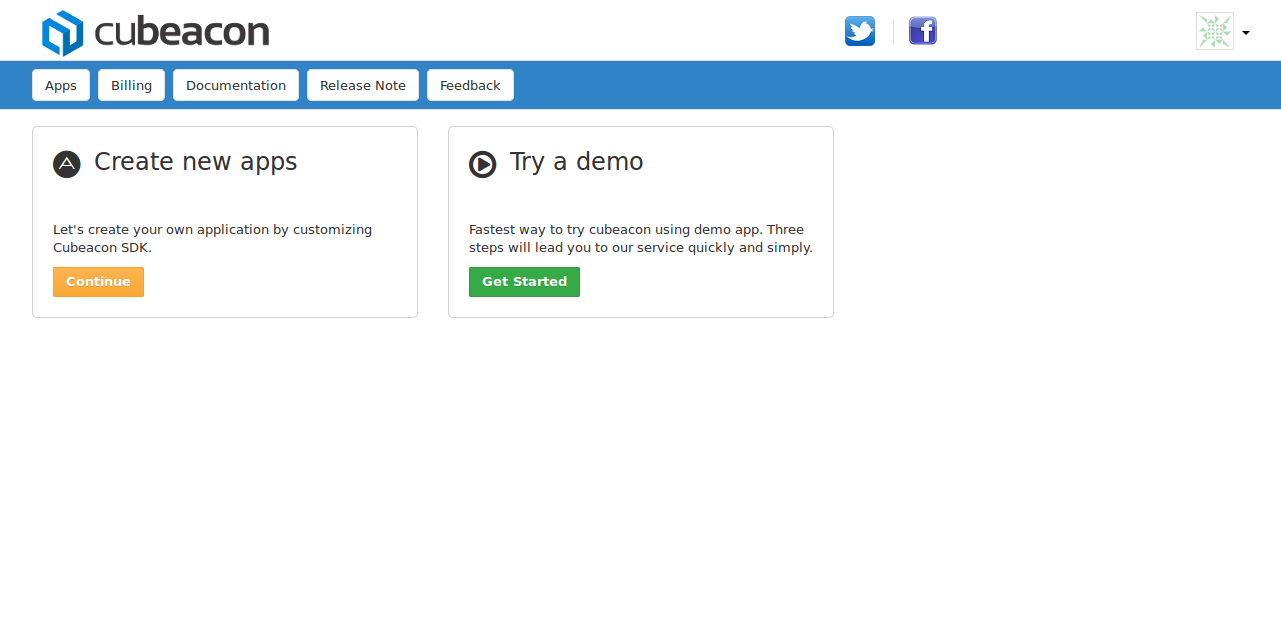 cubeacon
Apps
Billing
Documentation
Release Note
Feedback
Create new apps
Let's create your own application by customizing
Cubeacon SDK.
Continue
Try a demo
Fastest way to try cubeacon using demo app. Three
steps will lead you to our service quickly and simply.
Get Started